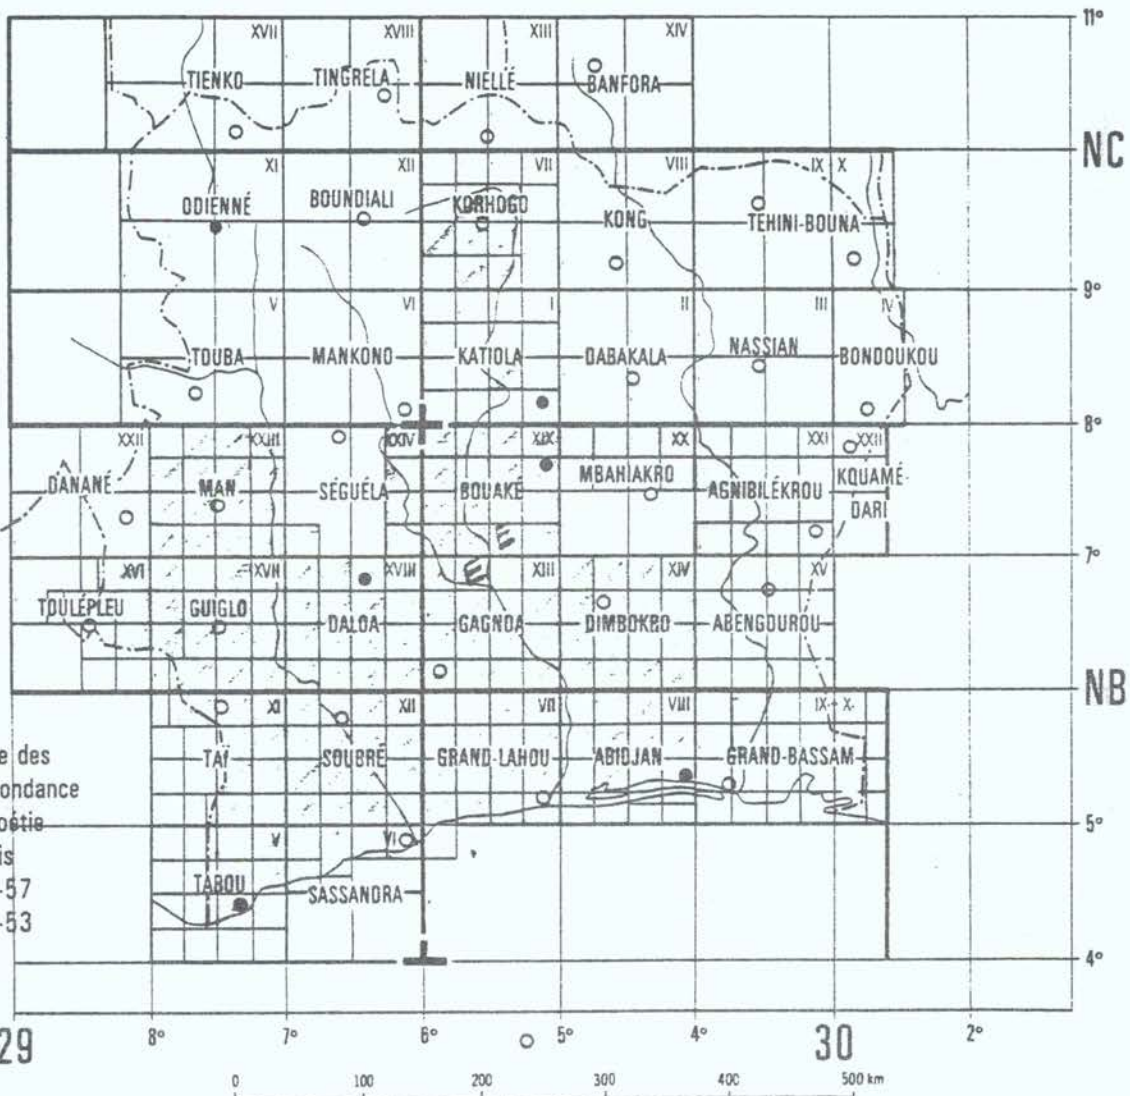 XVII XVIII XIII XIV 11°
TIENKO TINGRÉLA NIELLÉ BANFORA
NC
XI XII VII VIII IX X
ODIENNÉ BOUNDIALI KORHOGO KONG TEHINI-BOUNA
9°
V VI I II III IV
TOUBA MANKONO KATIOLA DABAKALA NASSIAN BONDOUKOU
8°
XXII XXIII XXIV XIX XX XXI XXII
DANANÉ MAN SÉGUÉLA BOUAKÉ MBAHIAKRO AGNIBILÉKROU KOUAMÉ
DARI
E
7°
E
XVI XVII XVIII XIII XIV XV
TOULÉPLEU GUIGLO DALOA GAGNOA DIMBOKRO ABENGOUROU
NB
XI XII VII VIII IX - X
e des TAÏ SOUBRÉ GRAND-LAHOU ABIDJAN GRAND-BASSAM
ondance
oétie 5°
is V VI
-57 TABOU SASSANDRA
-53
4°
29 8° 7° 6° 5° 4° 30 2°
0 100 200 300 400 500 km